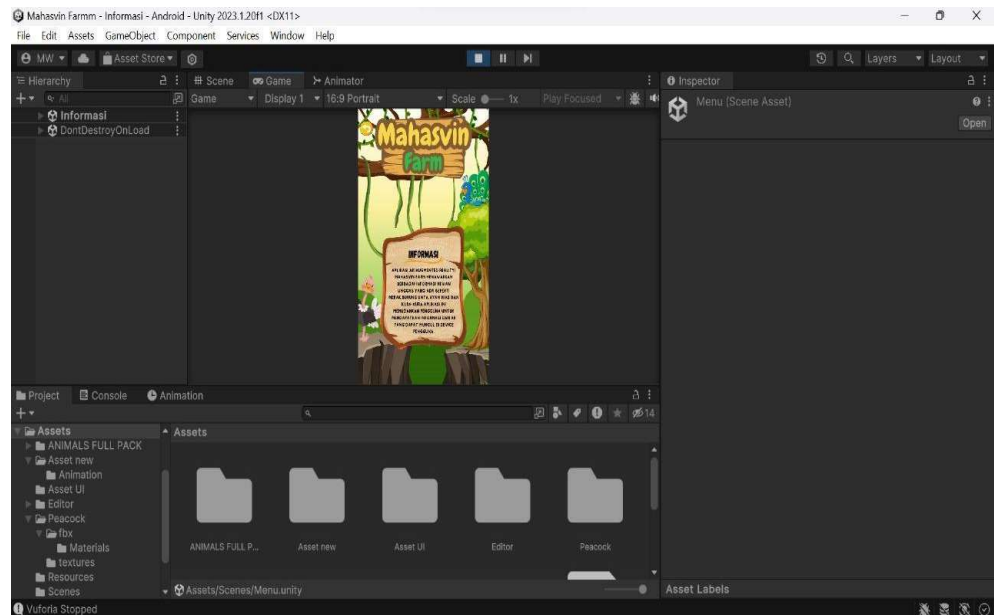 Mahasvin Farmm - Informasi - Android - Unity 2023.1.20f1 <DX11>
File Edit Assets GameObject Component Services Window Help
MW Asset Store Layers Layout
Hierarchy Scene Game Animator Inspector
All Game Display 1 16:9 Portrait Scale 1x Play Focused Menu (Scene Asset)
Open
Informasi
DontDestroyOnLoad
Mahasvin
Farm
INFORMASI
Project Console Animation
14
Assets
ANIMALS FULL PACK
Asset new
Animation
Asset UI
Editor
Peacock
fbx
Materials
textures
Resources
Scenes
Assets
ANIMALS FULL P... Asset new Asset UI Editor Peacock
Assets/Scenes/Menu.unity
Asset Labels
Vuforia Stopped